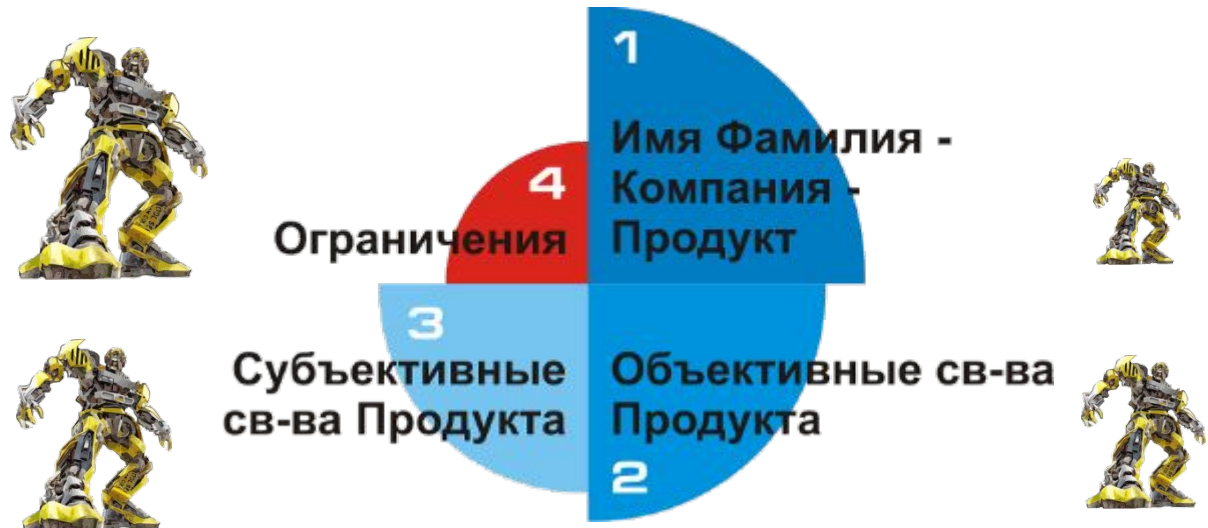 1
Имя Фамилия -
Компания -
Продукт
Объективные св-ва
Продукта
2
3
Субъективные
св-ва Продукта
4
Ограничения